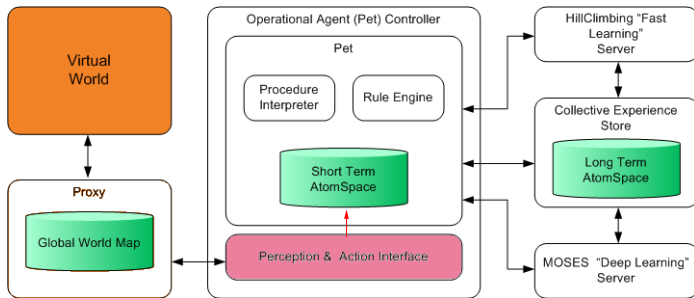 Virtual
World
Proxy
Global World Map
Operational Agent (Pet) Controller
Pet
Procedure
Interpreter
Rule Engine
Short Term
AtomSpace
Perception & Action Interface
HillClimbing "Fast
Learning"
Server
Collective Experience
Store
Long Term
AtomSpace
MOSES "Deep Learning"
Server